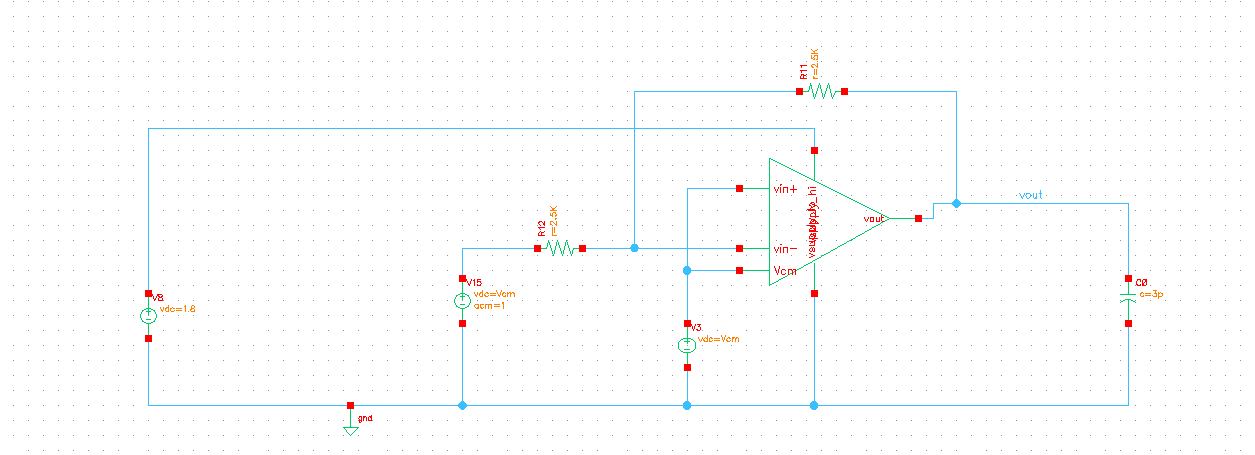 R11
r=2.5K
vin+
vout
vout
R12
r=2.5K
vin−
Vcm
V15
vdc=Vcm
acm=1
C0
c=3p
V8
vdc=1.8
V3
vdc=Vcm
gnd